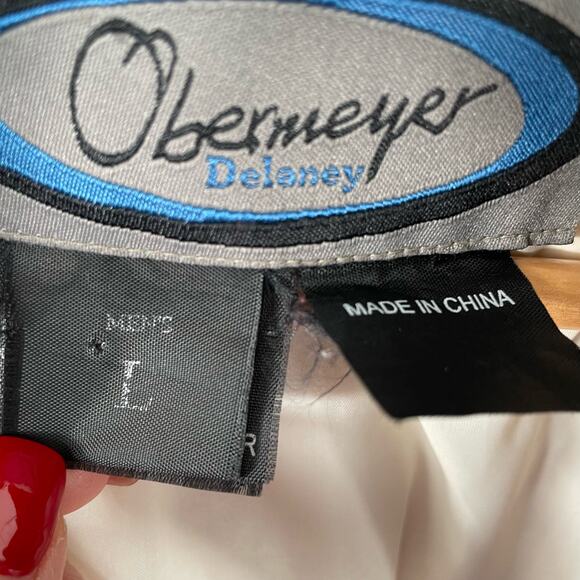 Obermeyer
Delaney
MEN'S
L
R
MADE IN CHINA